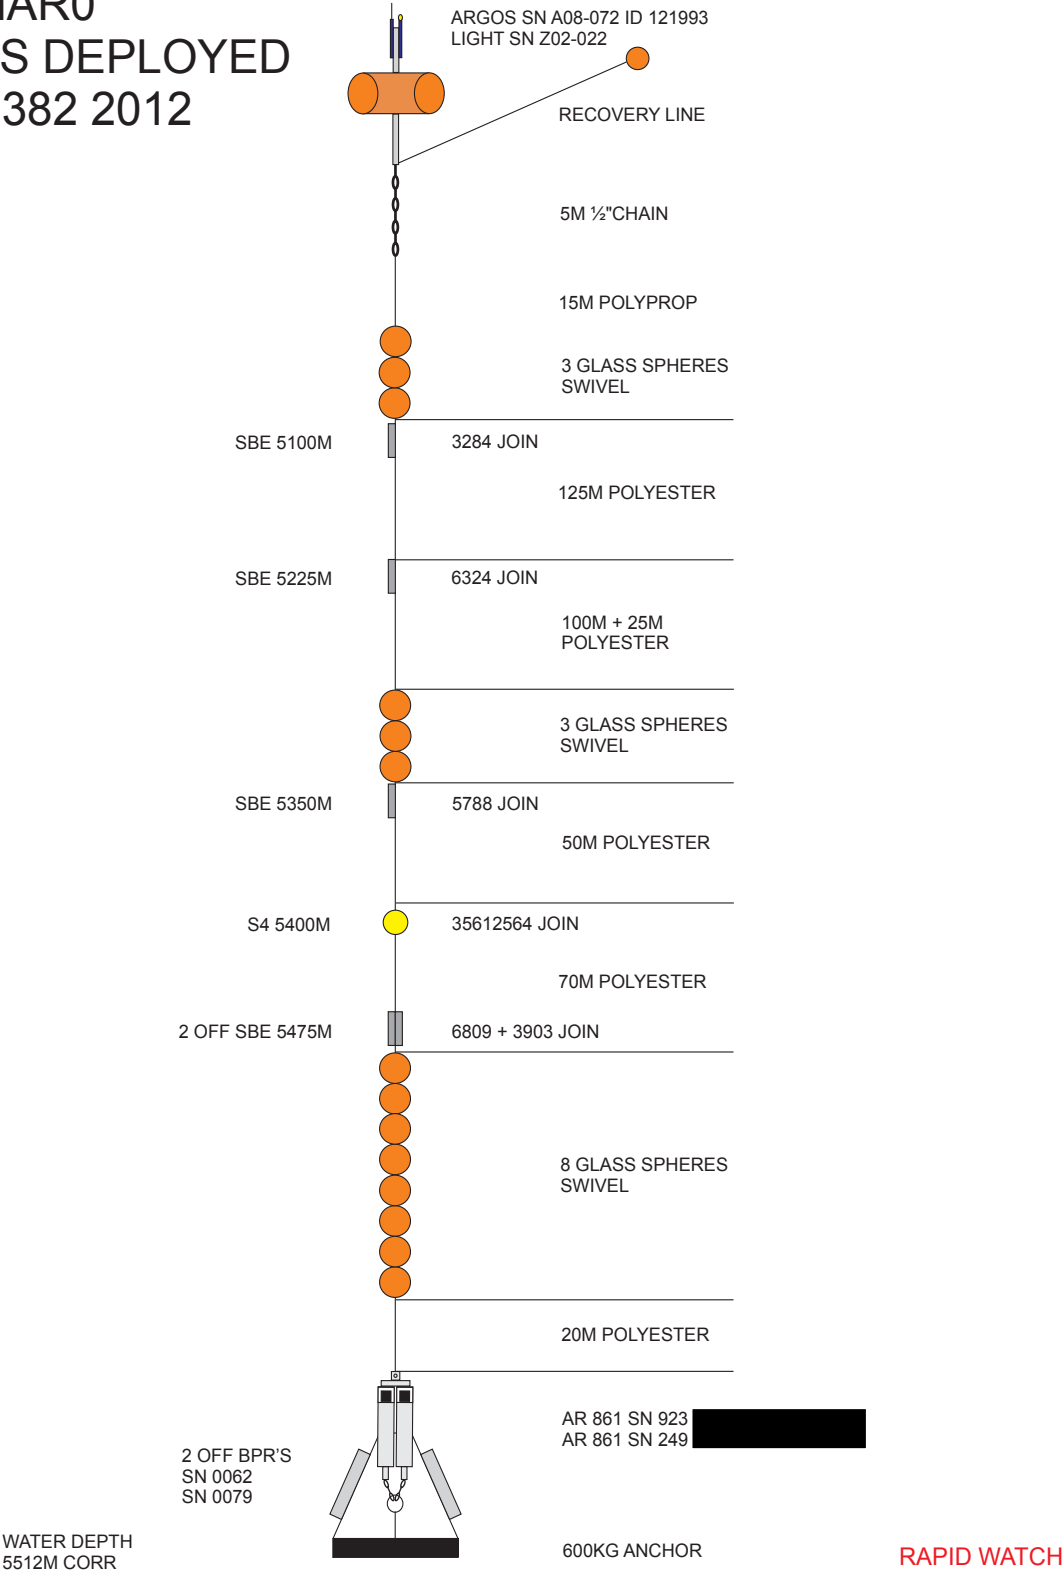 S DEPLOYED
382 2012
ARGOS SN A08-072 ID 121993
LIGHT SN Z02-022
RECOVERY LINE
5M ½"CHAIN
15M POLYPROP
3 GLASS SPHERES
SWIVEL
SBE 5100M
3284 JOIN
125M POLYESTER
SBE 5225M
6324 JOIN
100M + 25M
POLYESTER
3 GLASS SPHERES
SWIVEL
SBE 5350M
5788 JOIN
50M POLYESTER
S4 5400M
35612564 JOIN
70M POLYESTER
2 OFF SBE 5475M
6809 + 3903 JOIN
8 GLASS SPHERES
SWIVEL
20M POLYESTER
AR 861 SN 923
AR 861 SN 249
2 OFF BPR'S
SN 0062
SN 0079
WATER DEPTH
5512M CORR
600KG ANCHOR
RAPID WATCH